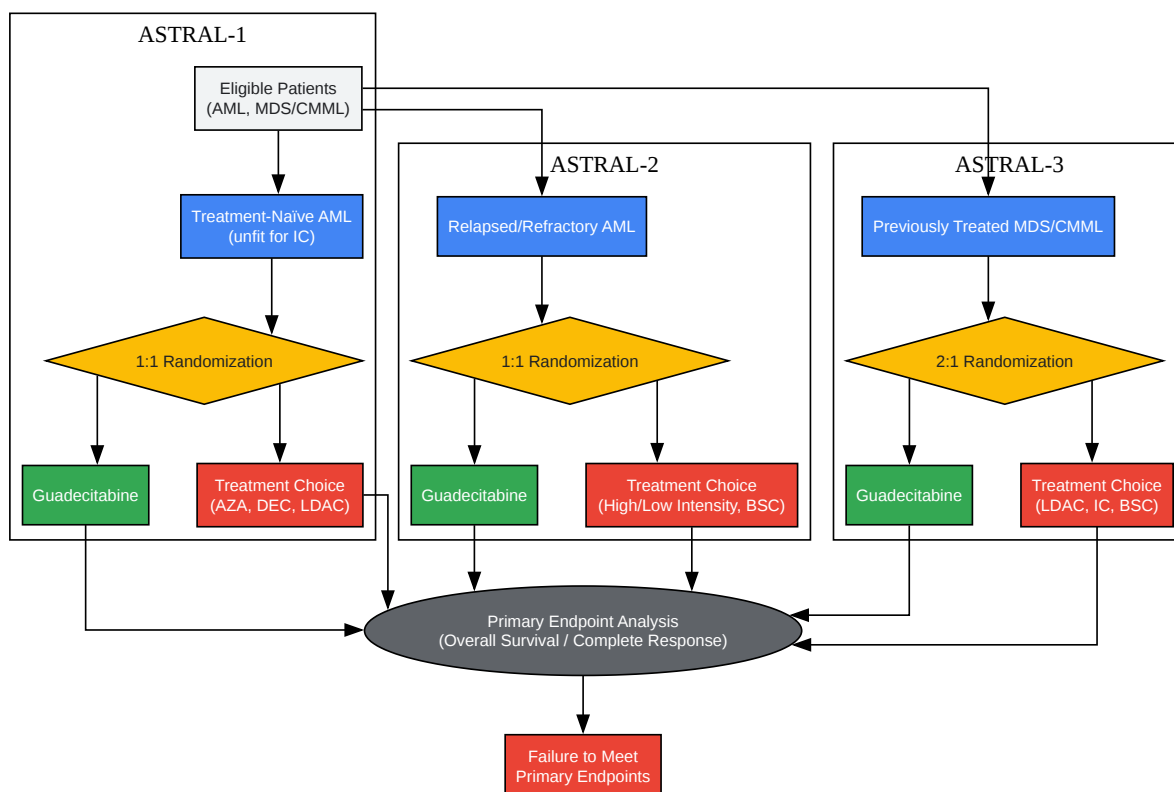 ASTRAL-1
Eligible Patients
(AML, MDS/CMML)
ASTRAL-2
ASTRAL-3
Treatment-Naïve AML
(unfit for IC)
Relapsed/Refractory AML
Previously Treated MDS/CMML
1:1 Randomization
1:1 Randomization
2:1 Randomization
Guadecitabine
Treatment Choice
(AZA, DEC, LDAC)
Guadecitabine
Treatment Choice
(High/Low Intensity, BSC)
Guadecitabine
Treatment Choice
(LDAC, IC, BSC)
Primary Endpoint Analysis
(Overall Survival / Complete Response)
Failure to Meet
Primary Endpoints